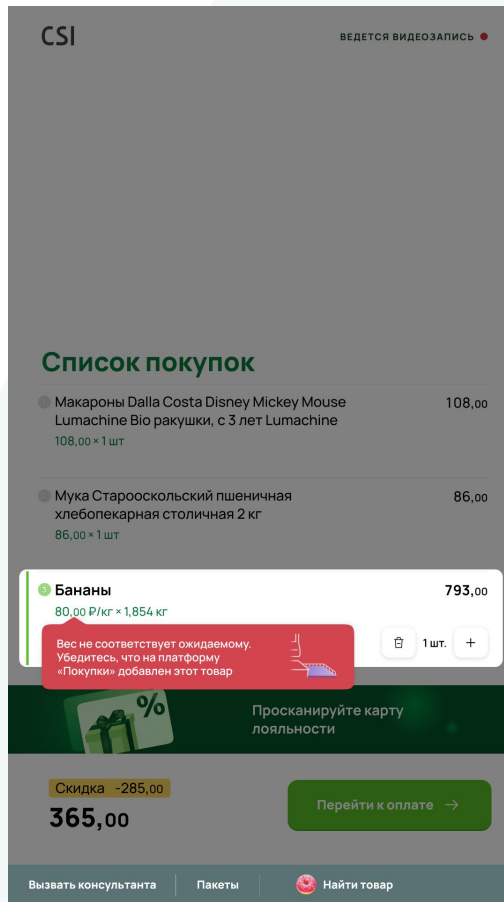 CSI
ВЕДЕТСЯ ВИДЕОЗАПИСЬ
Список покупок
Макароны Dalla Costa Disney Mickey Mouse
Lumachine Bio ракушки, с 3 лет Lumachine
108,00
108,00 × 1 шт
Мука Старооскольский пшеничная
хлебопекарная столичная 2 кг
86,00
86,00 × 1 шт
3 Бананы
793,00
80,00 ₽/кг × 1,854 кг
Вес не соответствует ожидаемому.
Убедитесь, что на платформу
«Покупки» добавлен этот товар
1 шт. +
%
Просканируйте карту
лояльности
Скидка -285,00
365,00
Перейти к оплате →
Вызвать консультанта
Пакеты
Найти товар